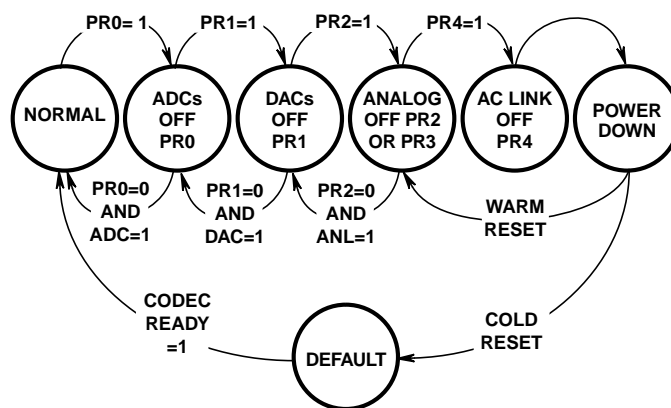 PR0= 1
PR1=1
PR2=1
PR4=1
NORMAL
ADCs
OFF
PR0
DACs
OFF
PR1
ANALOG
OFF PR2
OR PR3
AC LINK
OFF
PR4
POWER
DOWN
PR0=0
AND
ADC=1
PR1=0
AND
DAC=1
PR2=0
AND
ANL=1
WARM
RESET
CODEC
READY
=1
DEFAULT
COLD
RESET